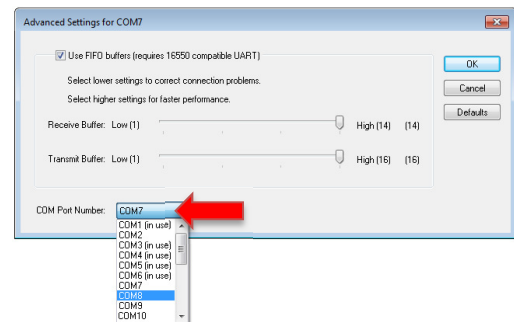 Advanced Settings for COM7
Use FIFO buffers (requires 16550 compatible UART)
OK
Select lower settings to correct connection problems.
Cancel
Select higher settings for faster performance.
Defaults
Receive Buffer: Low (1) High (14) (14)
Transmit Buffer: Low (1) High (16) (16)
COM Port Number: COM7
COM1 (in use)
COM2
COM3 (in use)
COM4 (in use)
COM5 (in use)
COM6 (in use)
COM7
COM8
COM9
COM10